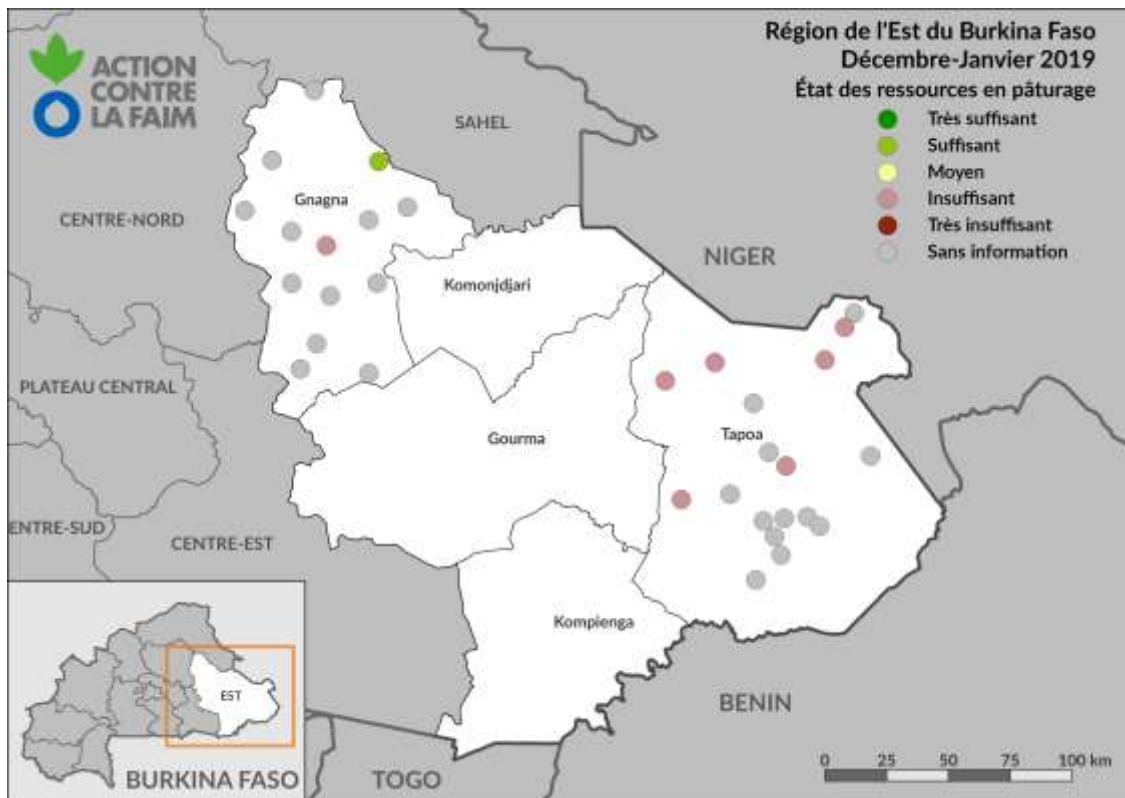 Région de l'Est du Burkina Faso
Décembre-Janvier 2019
État des ressources en pâturage
Très suffisant
Suffisant
Moyen
Insuffisant
Très insuffisant
Sans information
ACTION
CONTRE
LA FAIM
SAHEL
CENTRE-NORD
Gnagna
NIGER
Komonjdjari
PLATEAU CENTRAL
Gourma
Tapoa
ENTRE-SUD
CENTRE-EST
Kompienga
EST
BENIN
BURKINA FASO
TOGO
0 25 50 75 100 km